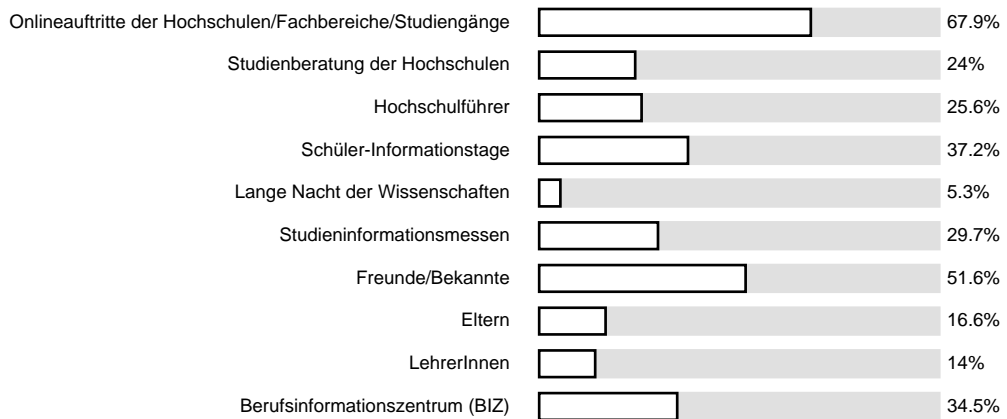 Onlineauftritte der Hochschulen/Fachbereiche/Studiengänge 67.9%
Studienberatung der Hochschulen 24%
Hochschulführer 25.6%
Schüler-Informationstage 37.2%
Lange Nacht der Wissenschaften 5.3%
Studieninformationsmessen 29.7%
Freunde/Bekannte 51.6%
Eltern 16.6%
LehrerInnen 14%
Berufsinformationszentrum (BIZ) 34.5%